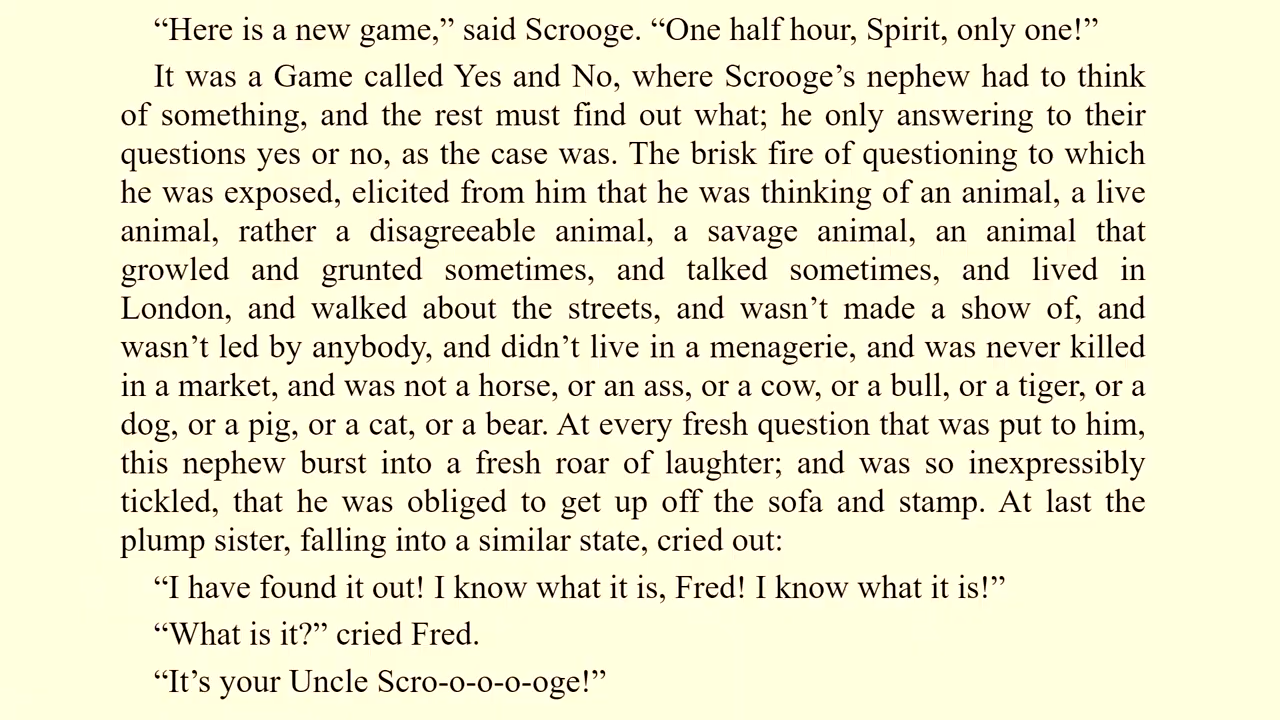 “Here is a new game,” said Scrooge. “One half hour, Spirit, only one!”
It was a Game called Yes and No, where Scrooge’s nephew had to think
of something, and the rest must find out what; he only answering to their
questions yes or no, as the case was. The brisk fire of questioning to which
he was exposed, elicited from him that he was thinking of an animal, a live
animal, rather a disagreeable animal, a savage animal, an animal that
growled and grunted sometimes, and talked sometimes, and lived in
London, and walked about the streets, and wasn’t made a show of, and
wasn’t led by anybody, and didn’t live in a menagerie, and was never killed
in a market, and was not a horse, or an ass, or a cow, or a bull, or a tiger, or a
dog, or a pig, or a cat, or a bear. At every fresh question that was put to him,
this nephew burst into a fresh roar of laughter; and was so inexpressibly
tickled, that he was obliged to get up off the sofa and stamp. At last the
plump sister, falling into a similar state, cried out:
“I have found it out! I know what it is, Fred! I know what it is!”
“What is it?” cried Fred.
“It’s your Uncle Scro-o-o-o-oge!”